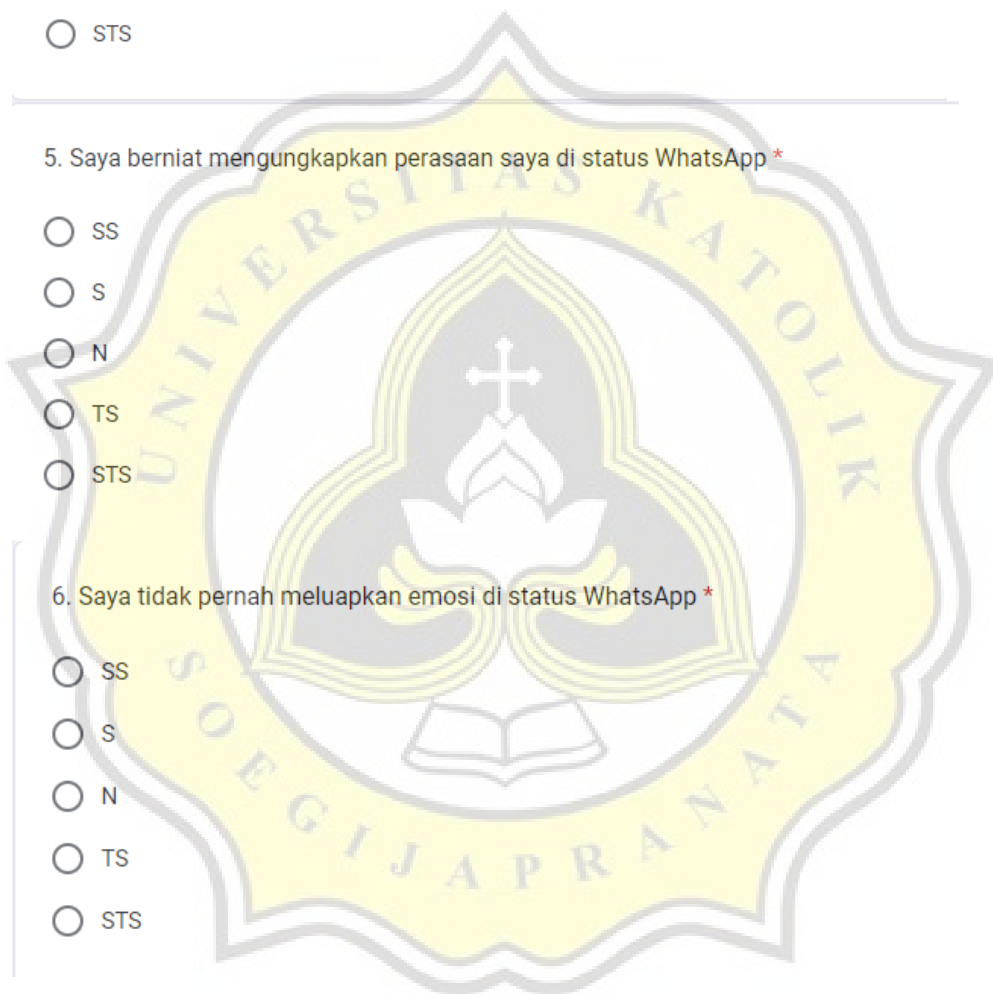 STS
5. Saya berniat mengungkapkan perasaan saya di status WhatsApp *
SS
S
N
TS
STS
6. Saya tidak pernah meluapkan emosi di status WhatsApp *
SS
S
N
TS
STS
UNIVERSITAS KATOLIK
SOEGIJAPRANATA